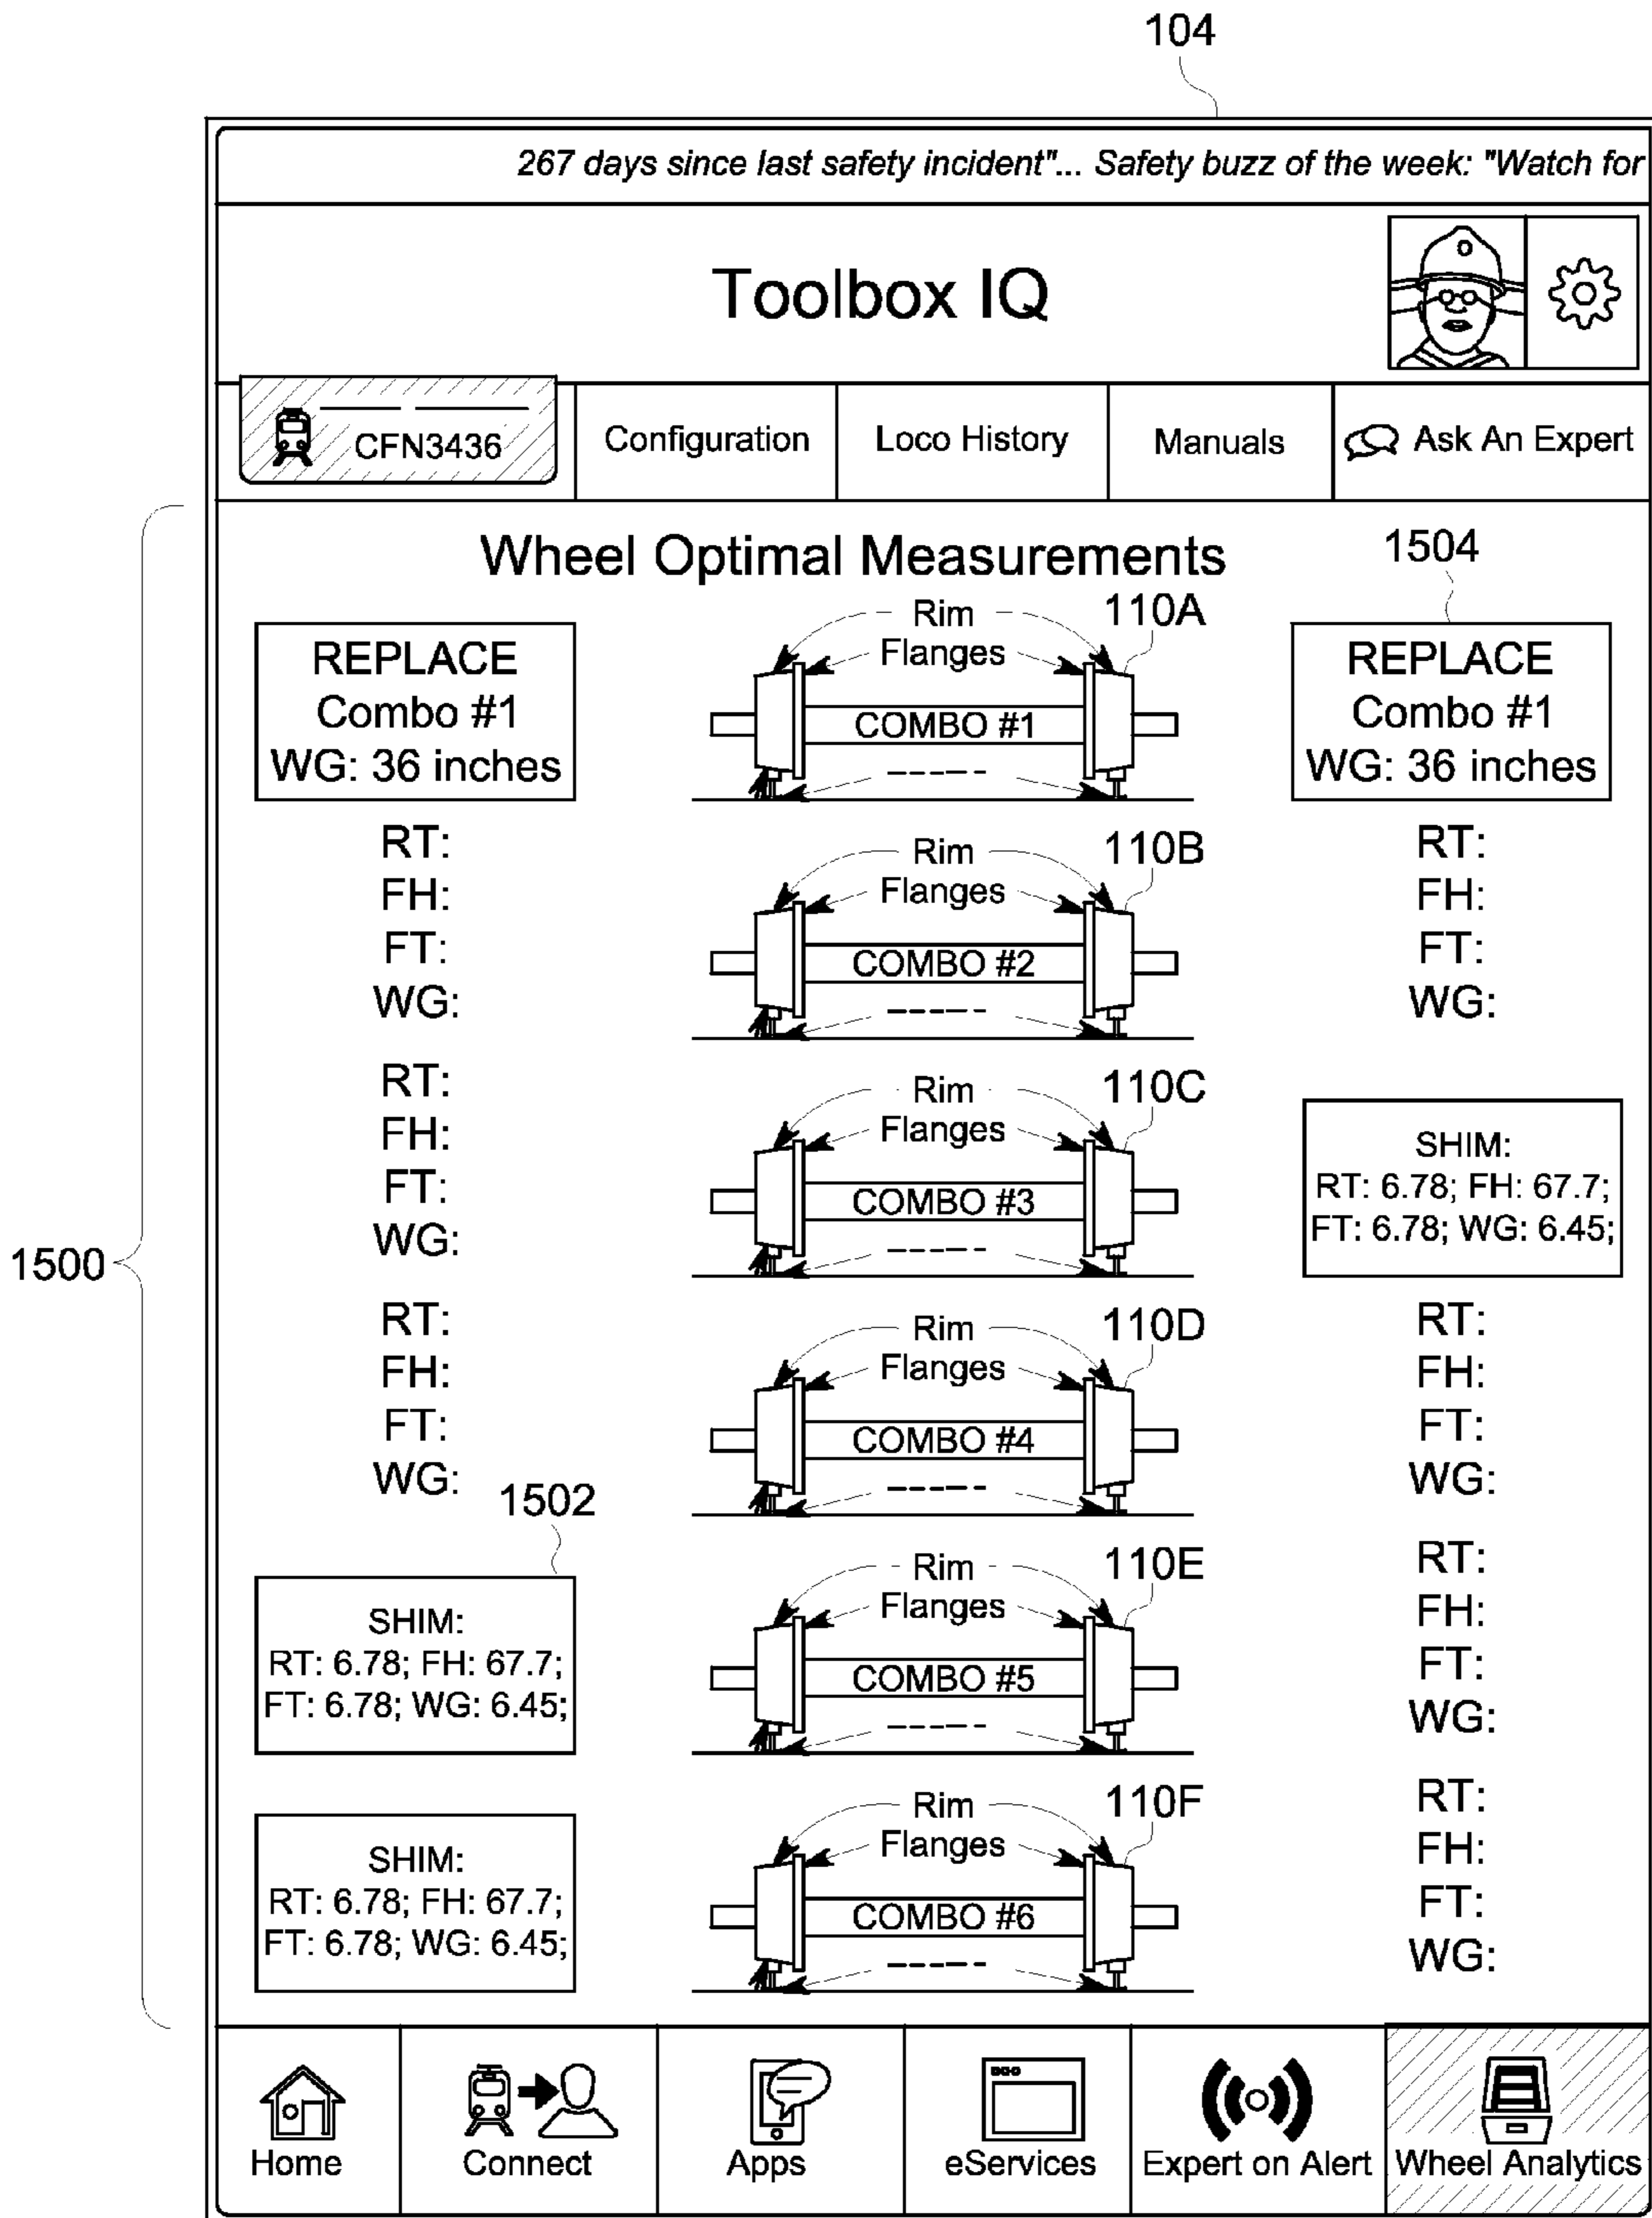 104
267 days since last safety incident"... Safety buzz of the week: "Watch for
Toolbox IQ
CFN3436
Configuration
Loco History
Manuals
Ask An Expert
1500
Wheel Optimal Measurements
1504
REPLACE
Combo #1
WG: 36 inches
Rim
Flanges
110A
COMBO #1
REPLACE
Combo #1
WG: 36 inches
RT:
FH:
FT:
WG:
Rim
Flanges
110B
COMBO #2
RT:
FH:
FT:
WG:
RT:
FH:
FT:
WG:
Rim
Flanges
110C
COMBO #3
SHIM:
RT: 6.78; FH: 67.7;
FT: 6.78; WG: 6.45;
RT:
FH:
FT:
WG:
Rim
Flanges
110D
COMBO #4
RT:
FH:
FT:
WG:
1502
SHIM:
RT: 6.78; FH: 67.7;
FT: 6.78; WG: 6.45;
Rim
Flanges
110E
COMBO #5
RT:
FH:
FT:
WG:
SHIM:
RT: 6.78; FH: 67.7;
FT: 6.78; WG: 6.45;
Rim
Flanges
110F
COMBO #6
RT:
FH:
FT:
WG:
Home
Connect
Apps
eServices
Expert on Alert
Wheel Analytics